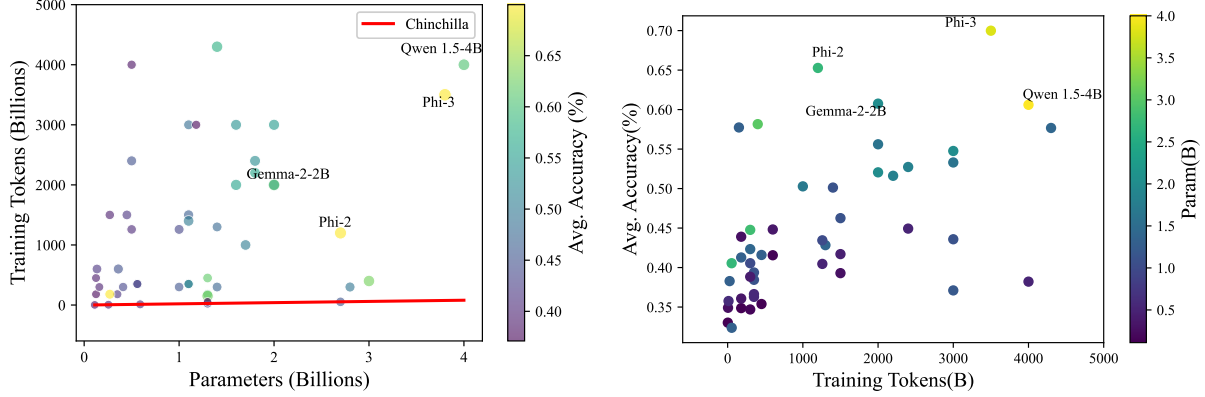 5000
4000
3000
2000
1000
0
Training Tokens (Billions)
0
1
2
3
4
Parameters (Billions)
Chinchilla
Qwen 1.5-4B
Phi-3
Gemma-2-2B
Phi-2
0.65
0.60
0.55
0.50
0.45
0.40
Avg. Accuracy (%)
0.70
0.65
0.60
0.55
0.50
0.45
0.40
0.35
Avg. Accuracy(%)
0
1000
2000
3000
4000
5000
Training Tokens(B)
Phi-3
Phi-2
Qwen 1.5-4B
Gemma-2-2B
4.0
3.5
3.0
2.5
2.0
1.5
1.0
0.5
Param(B)